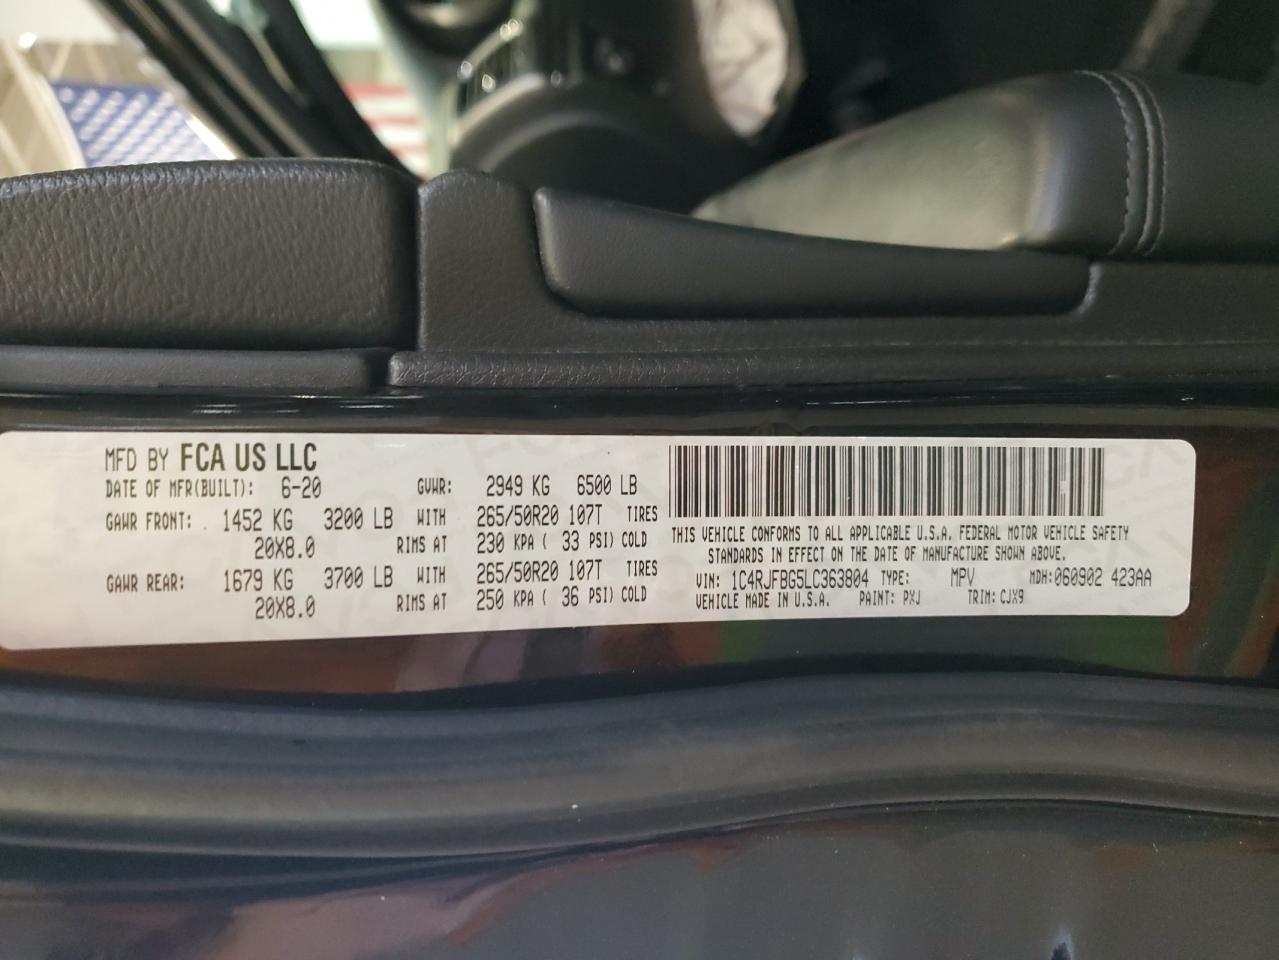 MFD BY FCA US LLC
DATE OF MFR(BUILT): 6-20 GVWR: 2949 KG 6500 LB
GAWR FRONT: 1452 KG 3200 LB WITH 265/50R20 107T TIRES
20X8.0 RIMS AT 230 KPA ( 33 PSI) COLD
GAWR REAR: 1679 KG 3700 LB WITH 265/50R20 107T TIRES
20X8.0 RIMS AT 250 KPA ( 36 PSI) COLD
THIS VEHICLE CONFORMS TO ALL APPLICABLE U.S.A. FEDERAL MOTOR VEHICLE SAFETY
STANDARDS IN EFFECT ON THE DATE OF MANUFACTURE SHOWN ABOVE.
VIN: 1C4RJFBG5LC363804 TYPE: MPV MDH: 060902 423AA
VEHICLE MADE IN U.S.A. PAINT: PXJ TRIM: CJX9